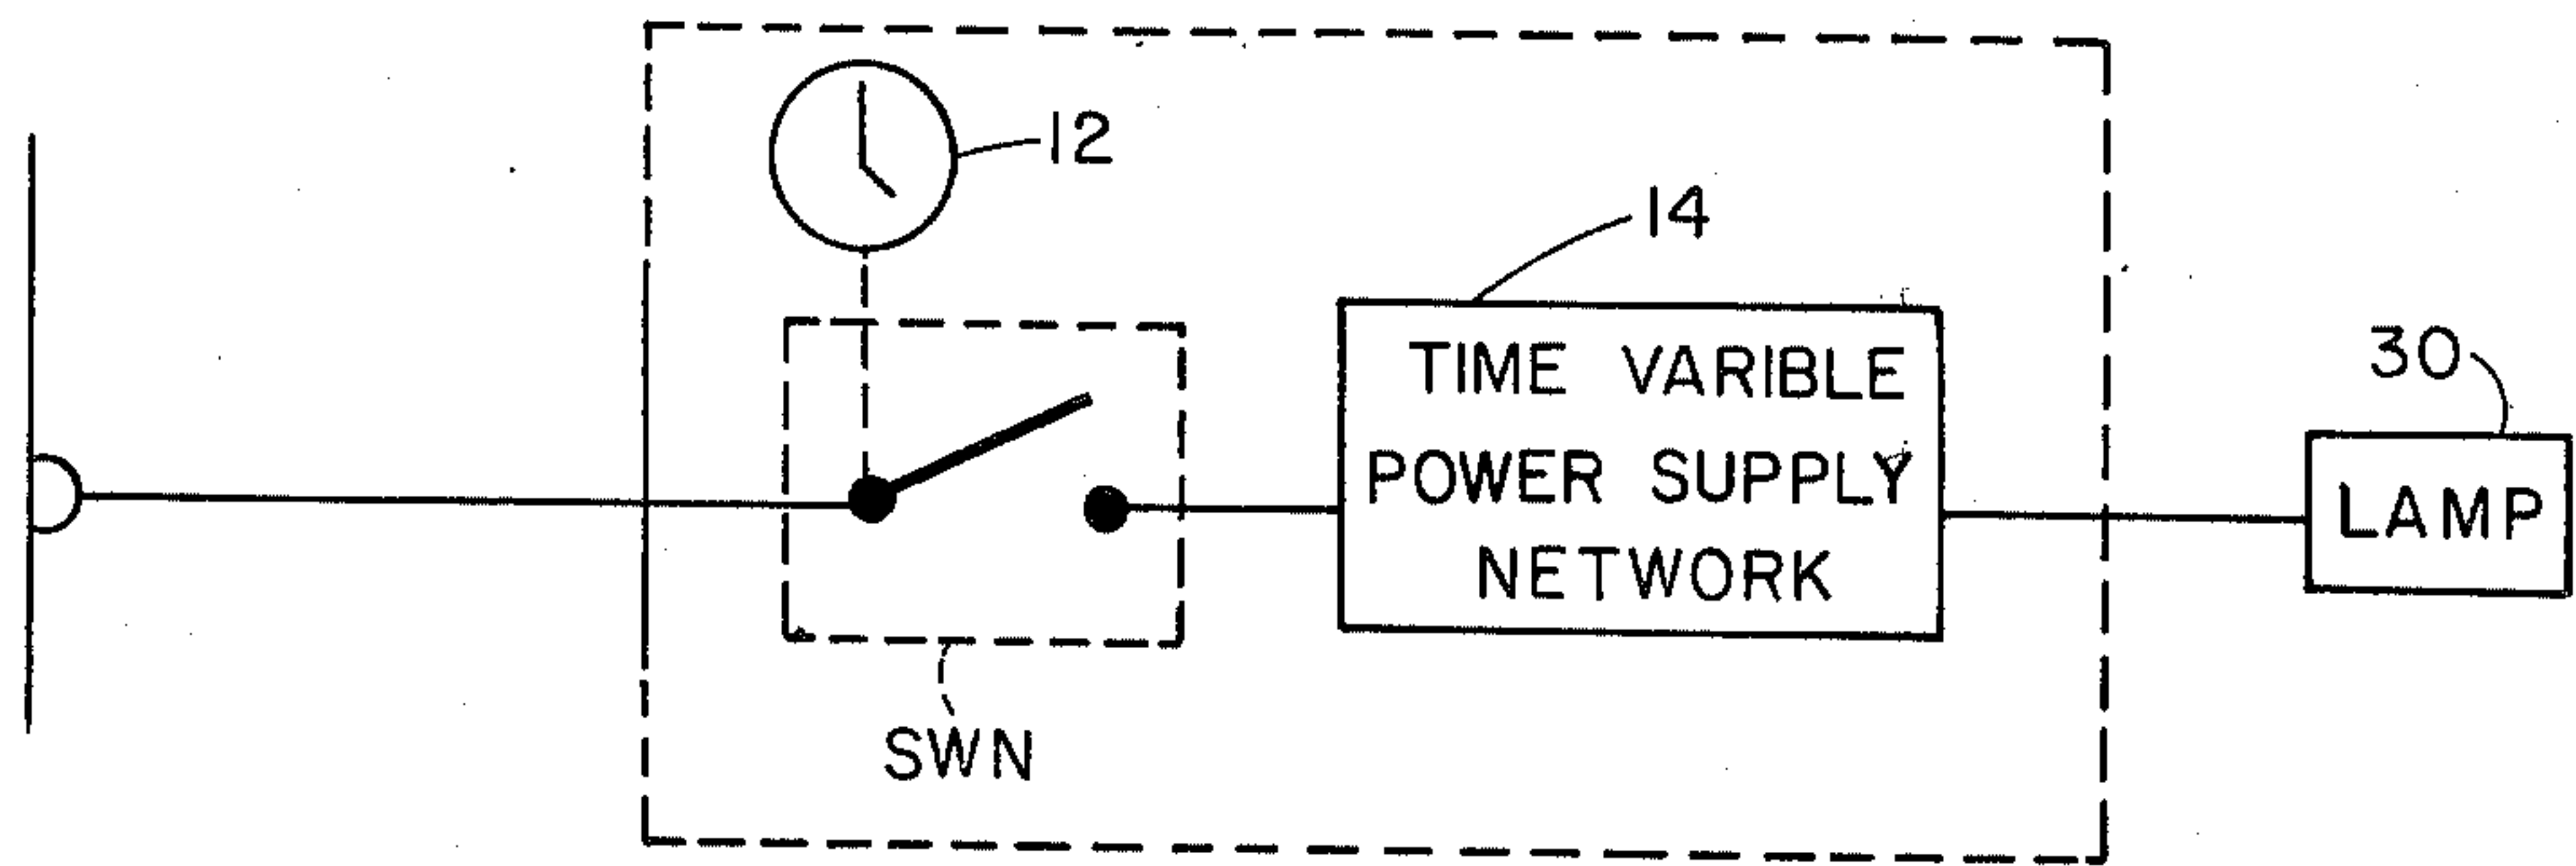 12
14
TIME VARIBLE
POWER SUPPLY
NETWORK
30
LAMP
SWN